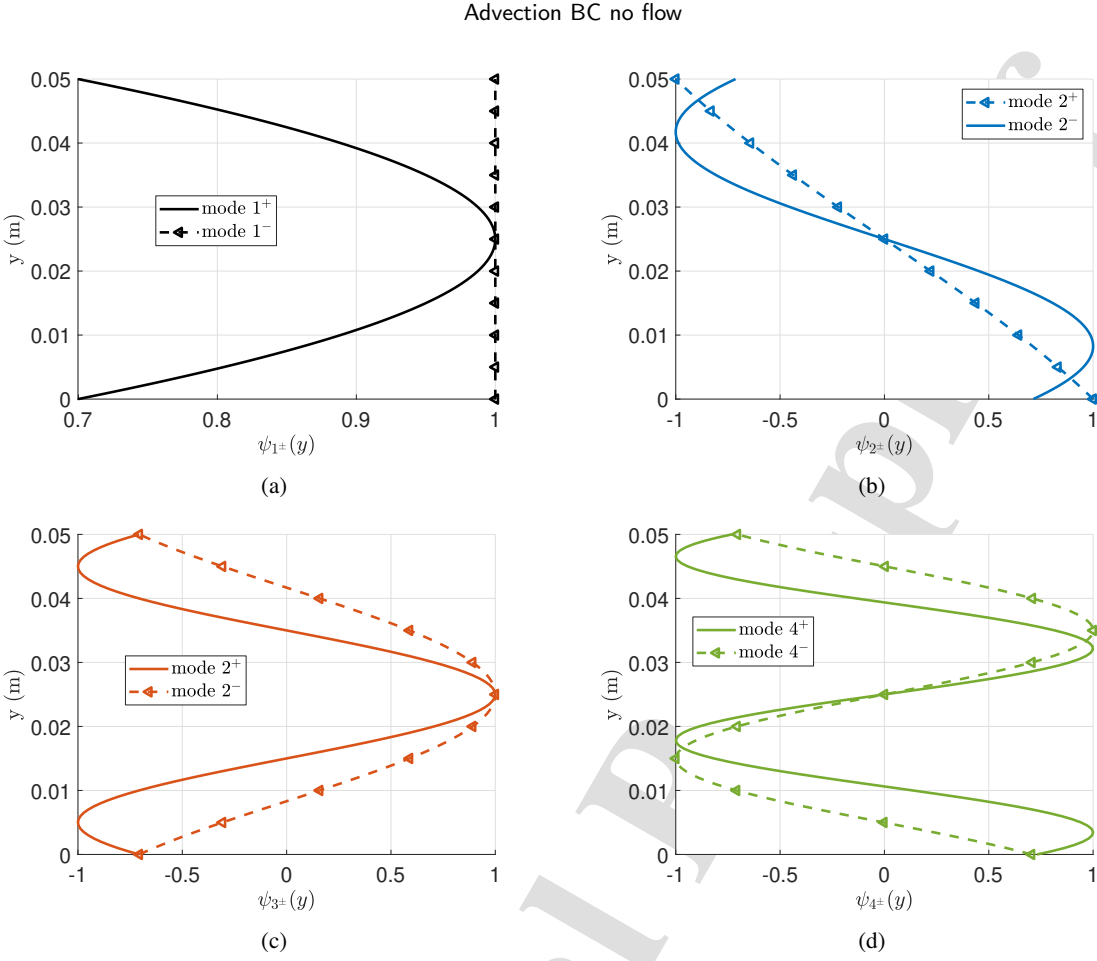 Advection BC no flow
0.05
0.04
0.03
0.02
0.01
0
0.7
0.8
0.9
1
y (m)
mode 1⁺
mode 1⁻
ψ₁±(y)
(a)
0.05
0.04
0.03
0.02
0.01
0
-1
-0.5
0
0.5
1
y (m)
mode 2⁺
mode 2⁻
ψ₂±(y)
(b)
0.05
0.04
0.03
0.02
0.01
0
-1
-0.5
0
0.5
1
y (m)
mode 2⁺
mode 2⁻
ψ₃±(y)
(c)
0.05
0.04
0.03
0.02
0.01
0
-1
-0.5
0
0.5
1
y (m)
mode 4⁺
mode 4⁻
ψ₄±(y)
(d)